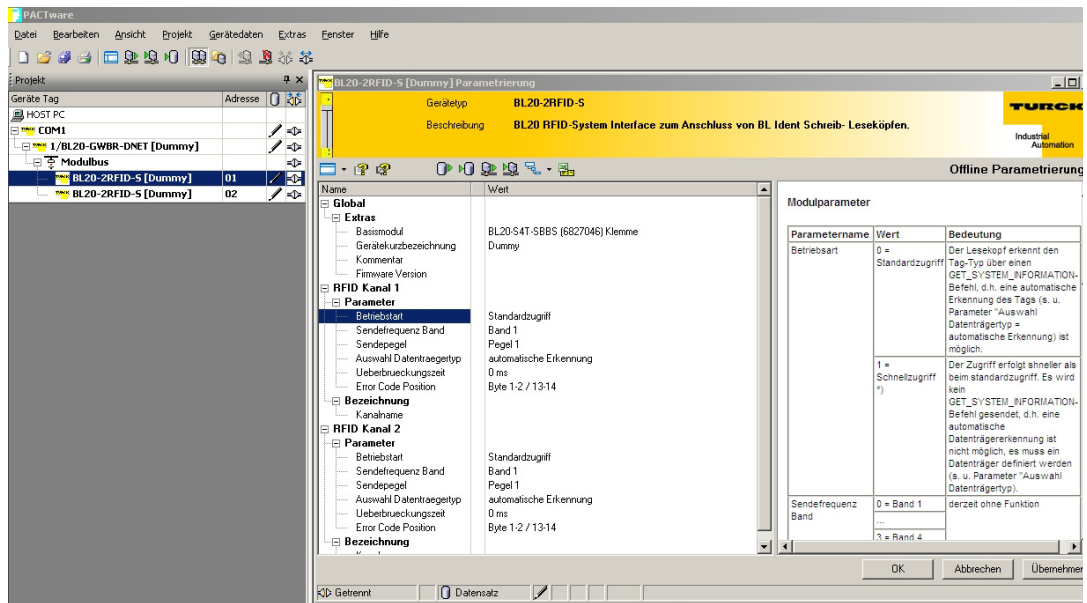 PACTware
Datei Bearbeiten Ansicht Projekt Gerätedaten Extras Fenster Hilfe
Projekt
Geräte Tag Adresse
HOST PC
COM1
1/BL20-GWBR-DNET [Dummy]
Modulbus
BL20-2RFID-S [Dummy] 01
BL20-2RFID-S [Dummy] 02
BL20-2RFID-S [Dummy] Parametrierung
Gerätetyp BL20-2RFID-S
Beschreibung BL20 RFID-System Interface zum Anschluss von BL Ident Schreib- Leseköpfen.
TURCK
Industrial
Automation
Offline Parametrierung
Name Wert
Global
Extras
Basismodul BL20-S4T-SBBS (6827046) Klemme
Gerätekurzbezeichnung Dummy
Kommentar
Firmware Version
RFID Kanal 1
Parameter
Betriebstart Standardzugriff
Sendefrequenz Band Band 1
Sendepegel Pegel 1
Auswahl Datentraegertyp automatische Erkennung
Ueberbrueckungszeit 0 ms
Error Code Position Byte 1-2 / 13-14
Bezeichnung
Kanalname
RFID Kanal 2
Parameter
Betriebstart Standardzugriff
Sendefrequenz Band Band 1
Sendepegel Pegel 1
Auswahl Datentraegertyp automatische Erkennung
Ueberbrueckungszeit 0 ms
Error Code Position Byte 1-2 / 13-14
Bezeichnung
Modulparameter
Parametername Wert Bedeutung
Betriebsart
0 =
Standardzugriff
Der Lesekopf erkennt den
Tag-Typ über einen
GET_SYSTEM_INFORMATION-
Befehl, d.h. eine automatische
Erkennung des Tags (s. u.
Parameter "Auswahl
Datenträgertyp =
automatische Erkennung) ist
möglich.
1 =
Schnellzugriff
*)
Der Zugriff erfolgt shneller als
beim standardzugriff. Es wird
kein
GET_SYSTEM_INFORMATION-
Befehl gesendet, d.h. eine
automatische
Datenträgererkennung ist
nicht möglich, es muss ein
Datenträger definiert werden
(s. u. Parameter "Auswahl
Datenträgertyp).
Sendefrequenz
Band
0 = Band 1
...
3 = Band 4
derzeit ohne Funktion
OK Abbrechen Übernehmen
Getrennt Datensatz